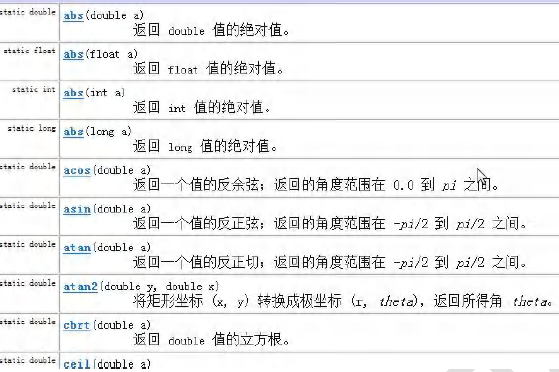 static double abs(double a)
返回 double 值的绝对值。
static float abs(float a)
返回 float 值的绝对值。
static int abs(int a)
返回 int 值的绝对值。
static long abs(long a)
返回 long 值的绝对值。
static double acos(double a)
返回一个值的反余弦；返回的角度范围在 0.0 到 pi 之间。
static double asin(double a)
返回一个值的反正弦；返回的角度范围在 -pi/2 到 pi/2 之间。
static double atan(double a)
返回一个值的反正切；返回的角度范围在 -pi/2 到 pi/2 之间。
static double atan2(double y, double x)
将矩形坐标 (x, y) 转换成极坐标 (r, theta)，返回所得角 theta。
static double cbrt(double a)
返回 double 值的立方根。
static double ceil(double a)